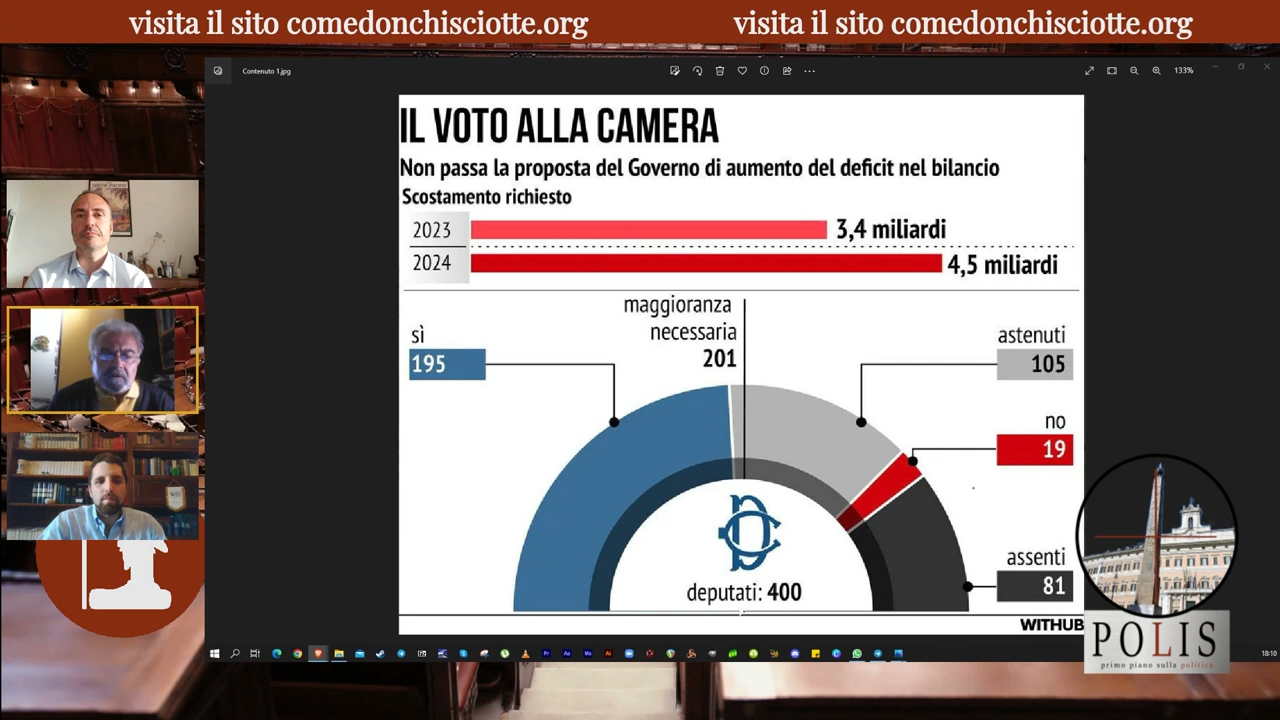 visita il sito comedonchisciotte.org
visita il sito comedonchisciotte.org
Contenuto 1.jpg
133%
IL VOTO ALLA CAMERA
Non passa la proposta del Governo di aumento del deficit nel bilancio
Scostamento richiesto
2023
3,4 miliardi
2024
4,5 miliardi
maggioranza
necessaria
201
sì
195
astenuti
105
no
19
assenti
81
deputati: 400
WITHUB
POLIS
primo piano sulla politica
18:10